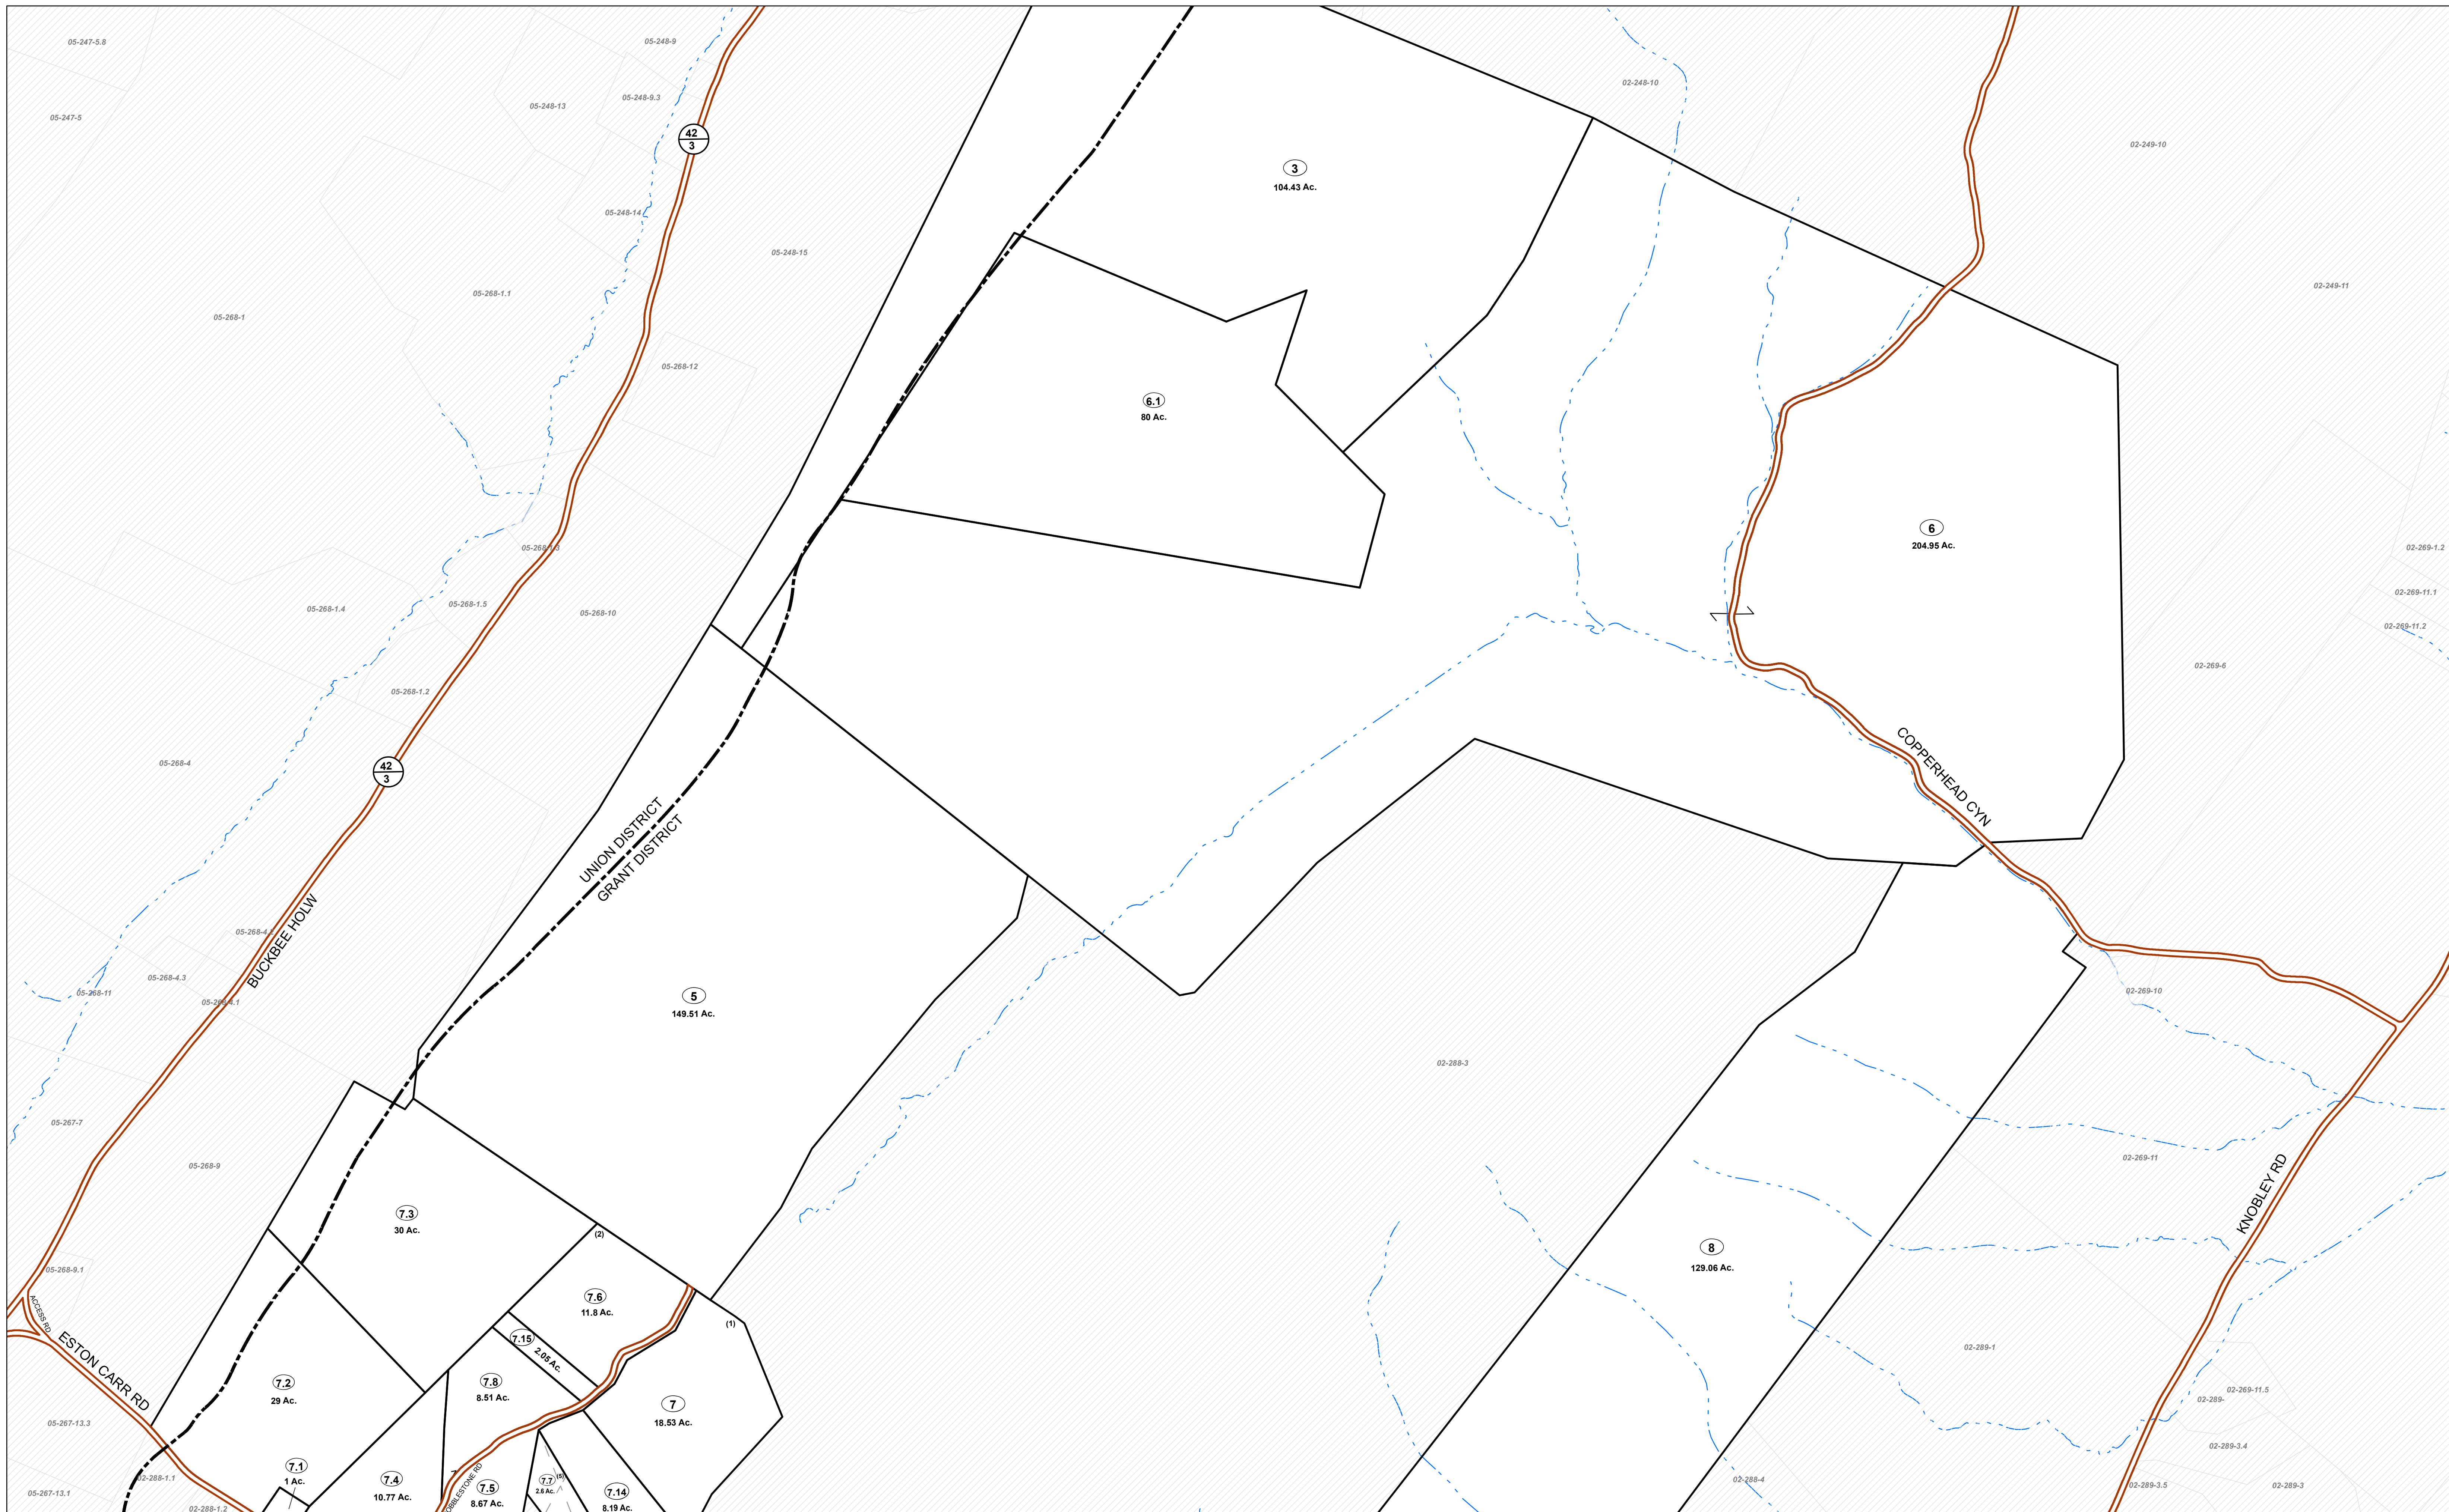 05-247-5.8
05-248-9
05-248-9.3
02-248-10
05-248-13
05-247-5
42
3
02-249-10
3
104.43 Ac.
05-248-14
05-248-15
02-249-11
05-268-1.1
05-268-1
05-268-12
6.1
80 Ac.
6
204.95 Ac.
05-268-1.3
02-269-1.2
02-269-11.1
05-268-1.4
05-268-1.5
05-268-10
02-269-11.2
02-269-6
05-268-1.2
COPPERHEAD CYN
05-268-4
42
3
UNION DISTRICT
GRANT DISTRICT
BUCKBEE HOLW
05-268-4.3
05-268-11
05-268-4.1
02-269-10
5
149.51 Ac.
02-288-3
05-267-7
05-268-9
02-269-11
KNOBLEY RD
7.3
30 Ac.
(2)
8
129.06 Ac.
05-268-9.1
ACCESS RD
7.6
11.8 Ac.
(1)
7.15
2.05 Ac.
ESTON CARR RD
02-289-1
7.2
29 Ac.
7.8
8.51 Ac.
7
18.53 Ac.
02-269-11.5
02-289-
05-267-13.3
02-289-3.4
7.1
1 Ac.
02-288-1.1
7.4
10.77 Ac.
7.5
8.67 Ac.
7.7
2.6 Ac.
(5)
7.14
8.19 Ac.
02-288-4
02-289-3.5
02-289-3
05-267-13.1
02-288-1.2
OBBLESTONE RD